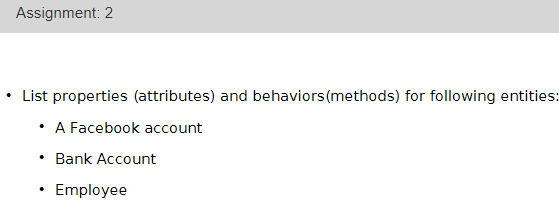 Assignment: 2
• List properties (attributes) and behaviors(methods) for following entities:
• A Facebook account
• Bank Account
• Employee